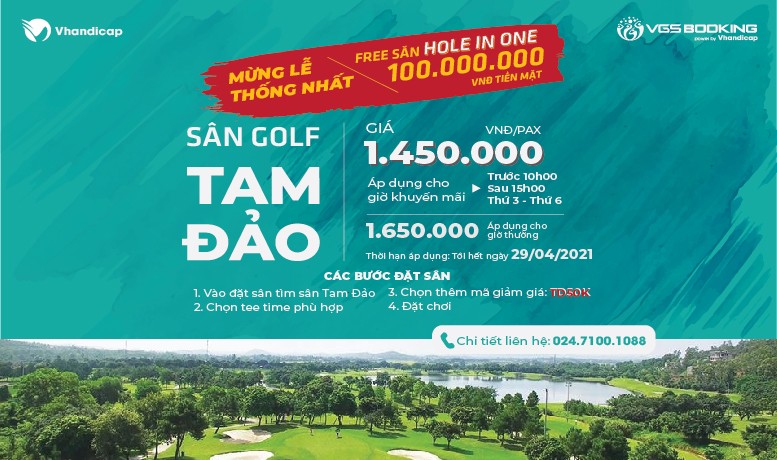 Vhandicap
VGS BOOKING
power by Vhandicap
MỪNG LỄ
THỐNG NHẤT
FREE SĂN HOLE IN ONE
100.000.000
VNĐ TIỀN MẶT
SÂN GOLF
TAM
ĐẢO
GIÁ VNĐ/PAX
1.450.000
Áp dụng cho
giờ khuyến mãi
Trước 10h00
Sau 15h00
Thứ 3 - Thứ 6
1.650.000
Áp dụng cho
giờ thường
Thời hạn áp dụng: Tới hết ngày 29/04/2021
CÁC BƯỚC ĐẶT SÂN
1. Vào đặt sân tìm sân Tam Đảo
2. Chọn tee time phù hợp
3. Chọn thêm mã giảm giá:
4. Đặt chơi
Chi tiết liên hệ: 024.7100.1088